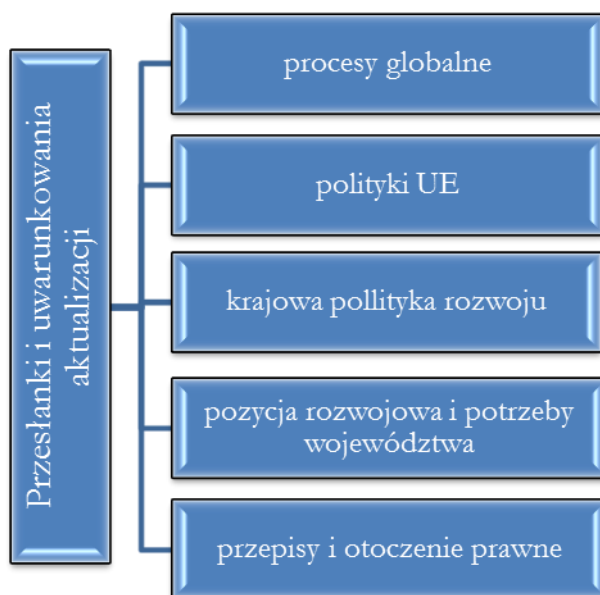 Przesłanki i uwarunkowania
aktualizacji
procesy globalne
polityki UE
krajowa pollityka rozwoju
pozycja rozwojowa i potrzeby
województwa
przepisy i otoczenie prawne